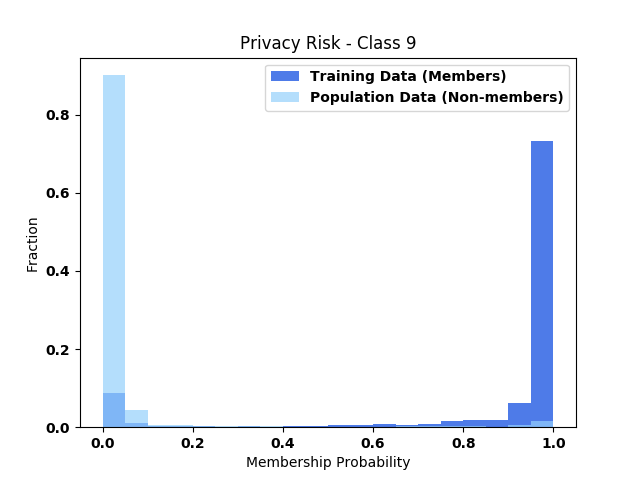 Privacy Risk - Class 9
Training Data (Members)
Population Data (Non-members)
0.8
0.6
0.4
0.2
0.0
Fraction
0.0 0.2 0.4 0.6 0.8 1.0
Membership Probability